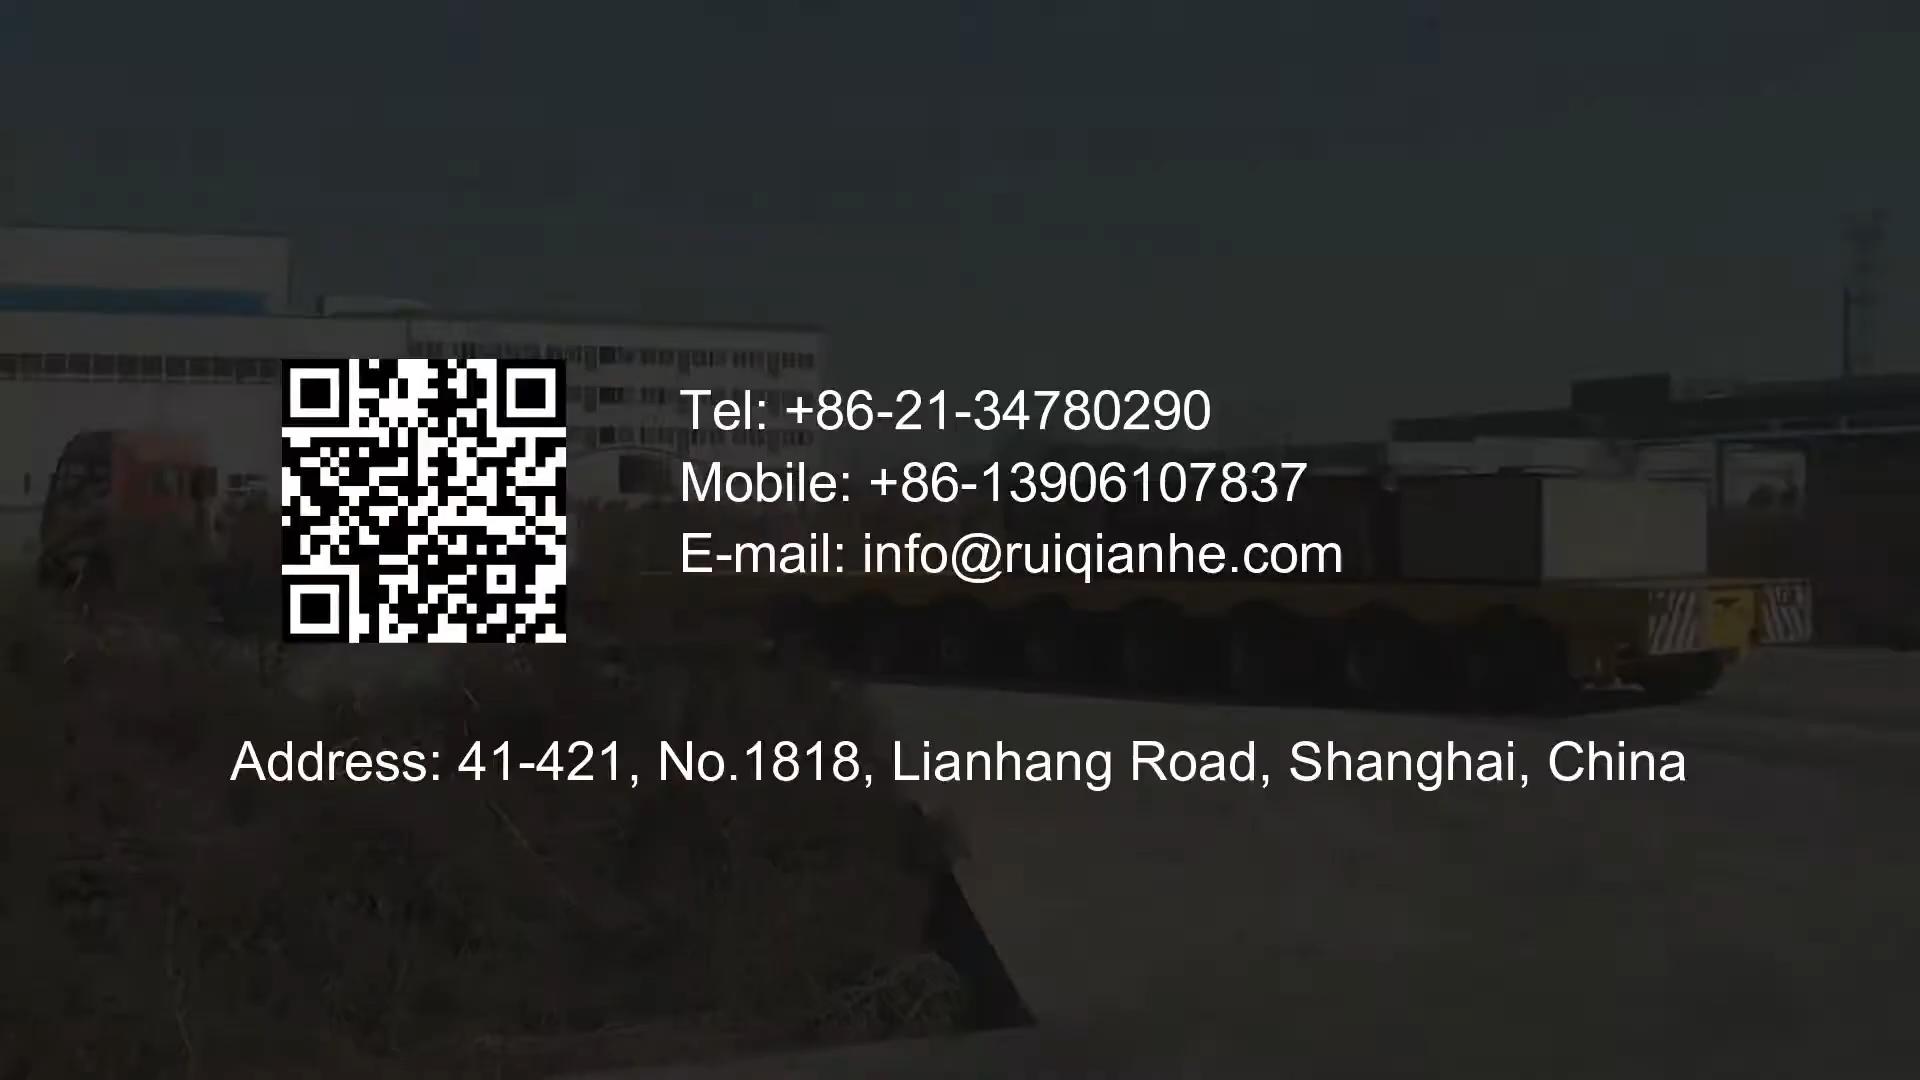 Tel: +86-21-34780290
Mobile: +86-13906107837
E-mail: info@ruiqianhe.com
Address: 41-421, No.1818, Lianhang Road, Shanghai, China